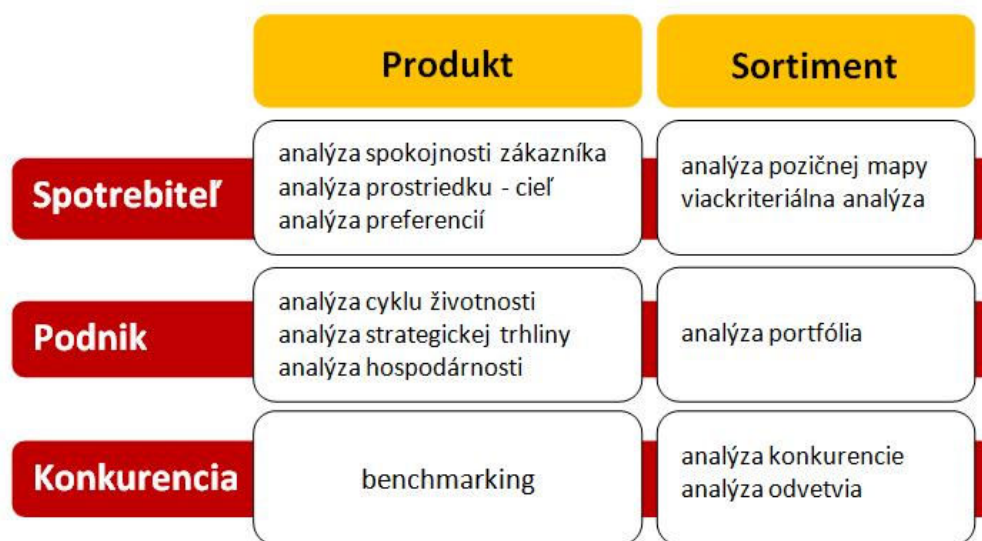 Produkt
Sortiment
Spotrebiteľ
analýza spokojnosti zákazníka
analýza prostriedku - cieľ
analýza preferencií
analýza pozičnej mapy
viackriteriálna analýza
Podnik
analýza cyklu životnosti
analýza strategickej trhliny
analýza hospodárnosti
analýza portfólia
Konkurencia
benchmarking
analýza konkurencie
analýza odvetvia